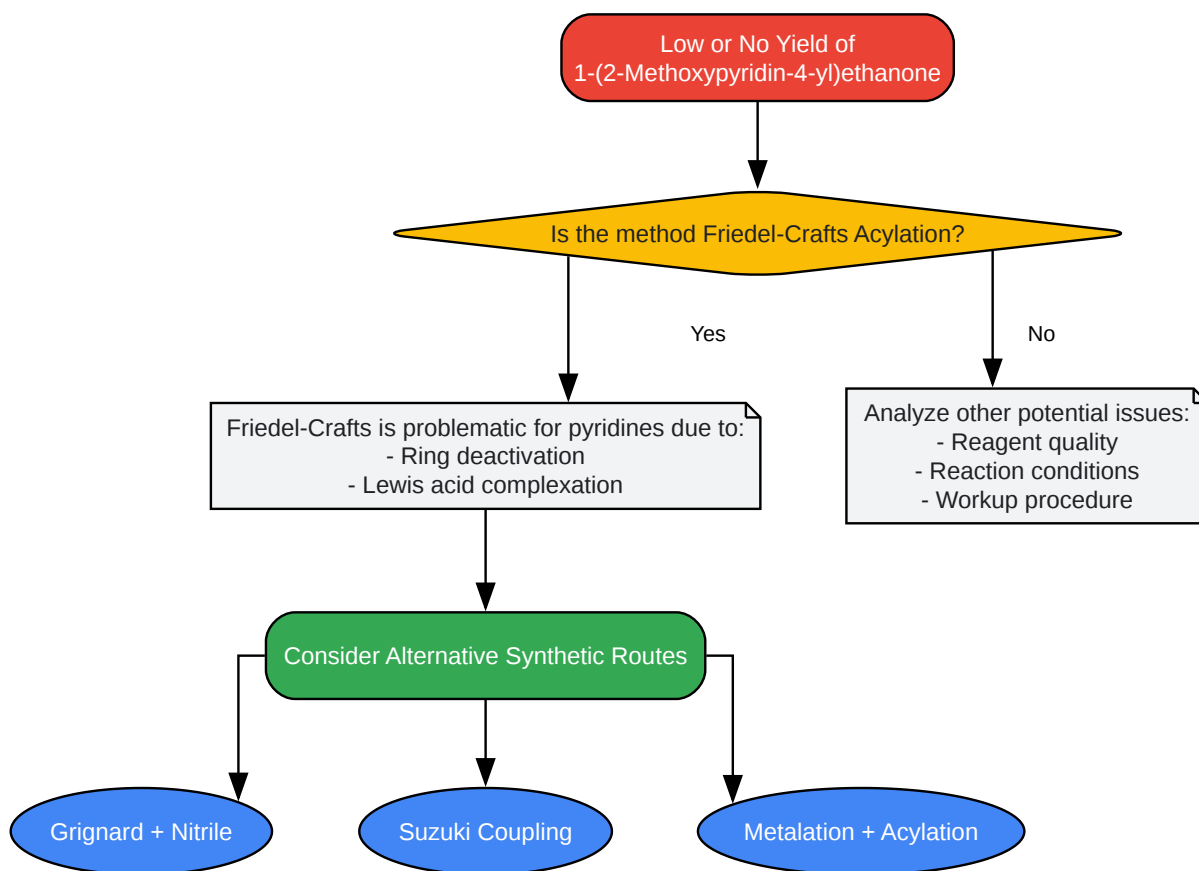 Low or No Yield of
1-(2-Methoxypyridin-4-yl)ethanone
Is the method Friedel-Crafts Acylation?
Yes
No
Friedel-Crafts is problematic for pyridines due to:
- Ring deactivation
- Lewis acid complexation
Analyze other potential issues:
- Reagent quality
- Reaction conditions
- Workup procedure
Consider Alternative Synthetic Routes
Grignard + Nitrile
Suzuki Coupling
Metalation + Acylation